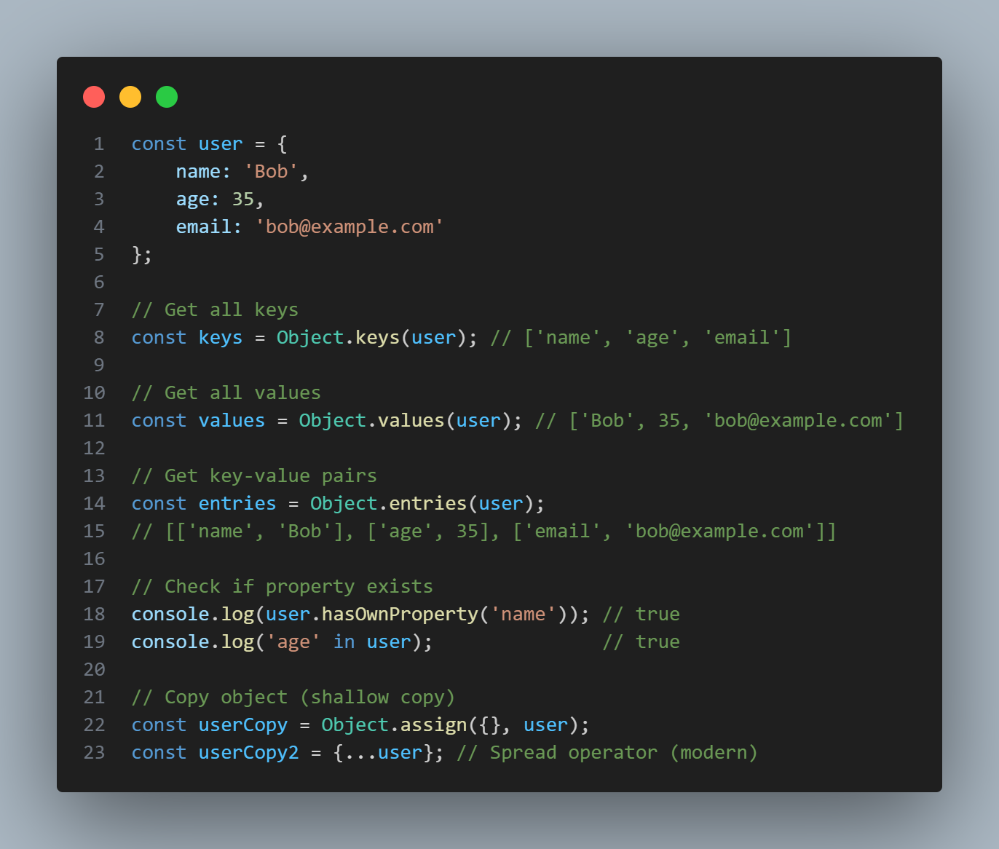 1 const user = {
2     name: 'Bob',
3     age: 35,
4     email: 'bob@example.com'
5 };
6
7 // Get all keys
8 const keys = Object.keys(user); // ['name', 'age', 'email']
9
10 // Get all values
11 const values = Object.values(user); // ['Bob', 35, 'bob@example.com']
12
13 // Get key-value pairs
14 const entries = Object.entries(user);
15 // [['name', 'Bob'], ['age', 35], ['email', 'bob@example.com']]
16
17 // Check if property exists
18 console.log(user.hasOwnProperty('name')); // true
19 console.log('age' in user);               // true
20
21 // Copy object (shallow copy)
22 const userCopy = Object.assign({}, user);
23 const userCopy2 = {...user}; // Spread operator (modern)